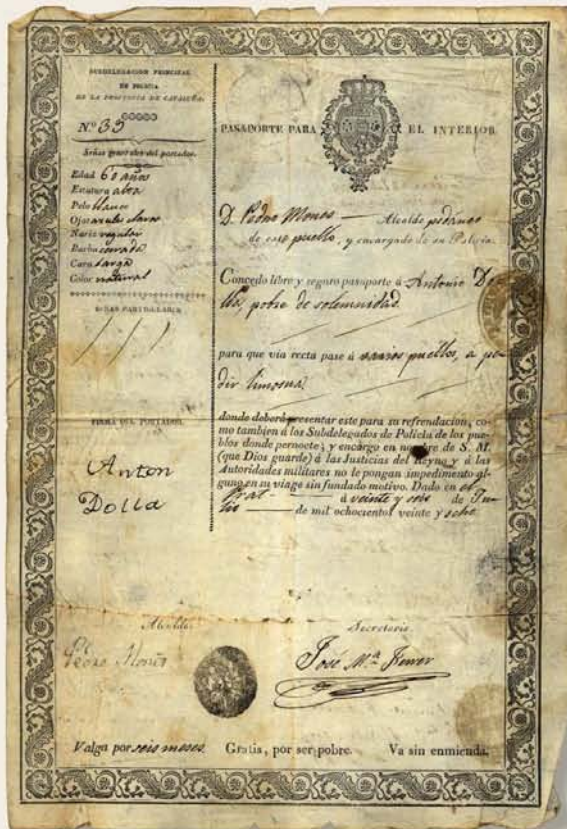 SUBDELEGACION PRINCIPAL
DE POLICIA
DE LA PROVINCIA DE CATALUÑA.
N.º 35
Señas generales del portador.
Edad 60 años
Estatura alta
Pelo blanco
Ojos azules claros
Nariz regular
Barba cerrada
Cara larga
Color natural
SEÑAS PARTICULARES
FIRMA DEL PORTADOR.
Anton
Dolla
PASAPORTE PARA EL INTERIOR
D. Pedro Mones Alcalde pedaneo
de este pueblo, y encargado de su Policía.
Concedo libre y seguro pasaporte á Antonio Do-
lla, pobre de solemnidad.
para que via recta pase á varios pueblos, a pe-
dir limosna.
donde deberá presentar este para su refrendacion, co-
mo tambien á los Subdelegados de Policía de los pue-
blos donde pernocte; y encargo en nombre de S. M.
(que Dios guarde) á las Justicias del Reyno y á las
Autoridades militares no le pongan impedimento al-
guno en su viage sin fundado motivo. Dado en el
Prat á veinte y seis de Ju-
lio de mil ochocientos veinte y ocho
Alcalde.
Pedro Monés
Secretario.
José M.ª Ferrer
Valga por seis meses. Gratis, por ser pobre. Va sin enmienda.